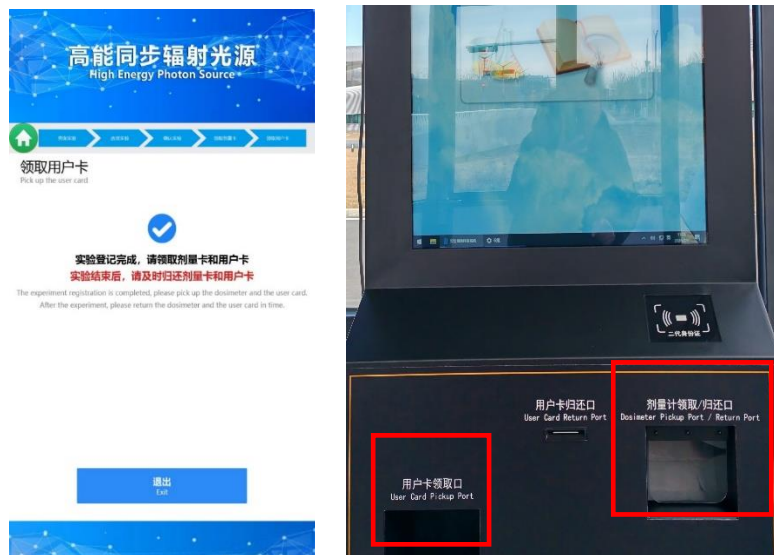 高能同步辐射光源
High Energy Photon Source
领取用户卡
Pick up the user card
实验登记完成，请领取剂量卡和用户卡
实验结束后，请及时归还剂量卡和用户卡
The experiment registration is completed, please pick up the dosimeter and the user card.
After the experiment, please return the dosimeter and the user card in time.
退出
Exit
二代身份证
用户卡归还口
User Card Return Port
剂量计领取/归还口
Dosimeter Pickup Port / Return Port
用户卡领取口
User Card Pickup Port